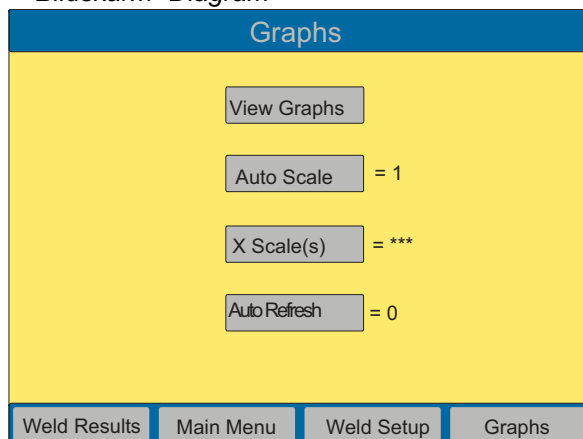 Graphs
View Graphs
Auto Scale = 1
X Scale(s) = ***
Auto Refresh = 0
Weld Results Main Menu Weld Setup Graphs